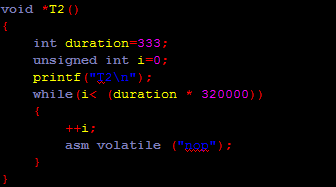 void *T2()
{
int duration=333;
unsigned int i=0;
printf("T2\n");
while(i< (duration * 320000))
{
++i;
asm volatile ("nop");
}
}